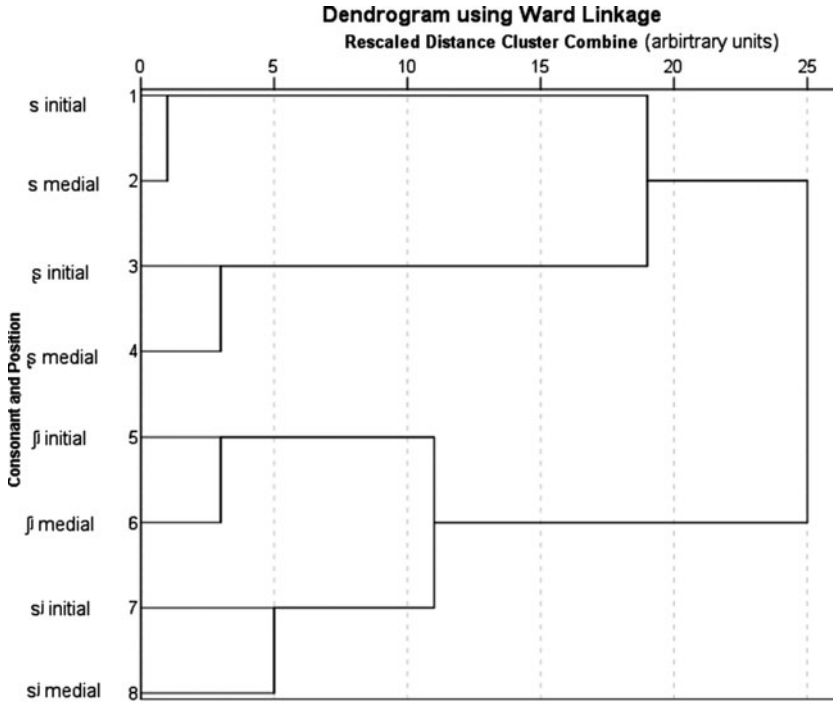 Dendrogram using Ward Linkage
Rescaled Distance Cluster Combine (arbirtrary units)
0 5 10 15 20 25
Consonant and Position
s initial 1
s medial 2
ʂ initial 3
ʂ medial 4
ʃʲ initial 5
ʃʲ medial 6
sʲ initial 7
sʲ medial 8